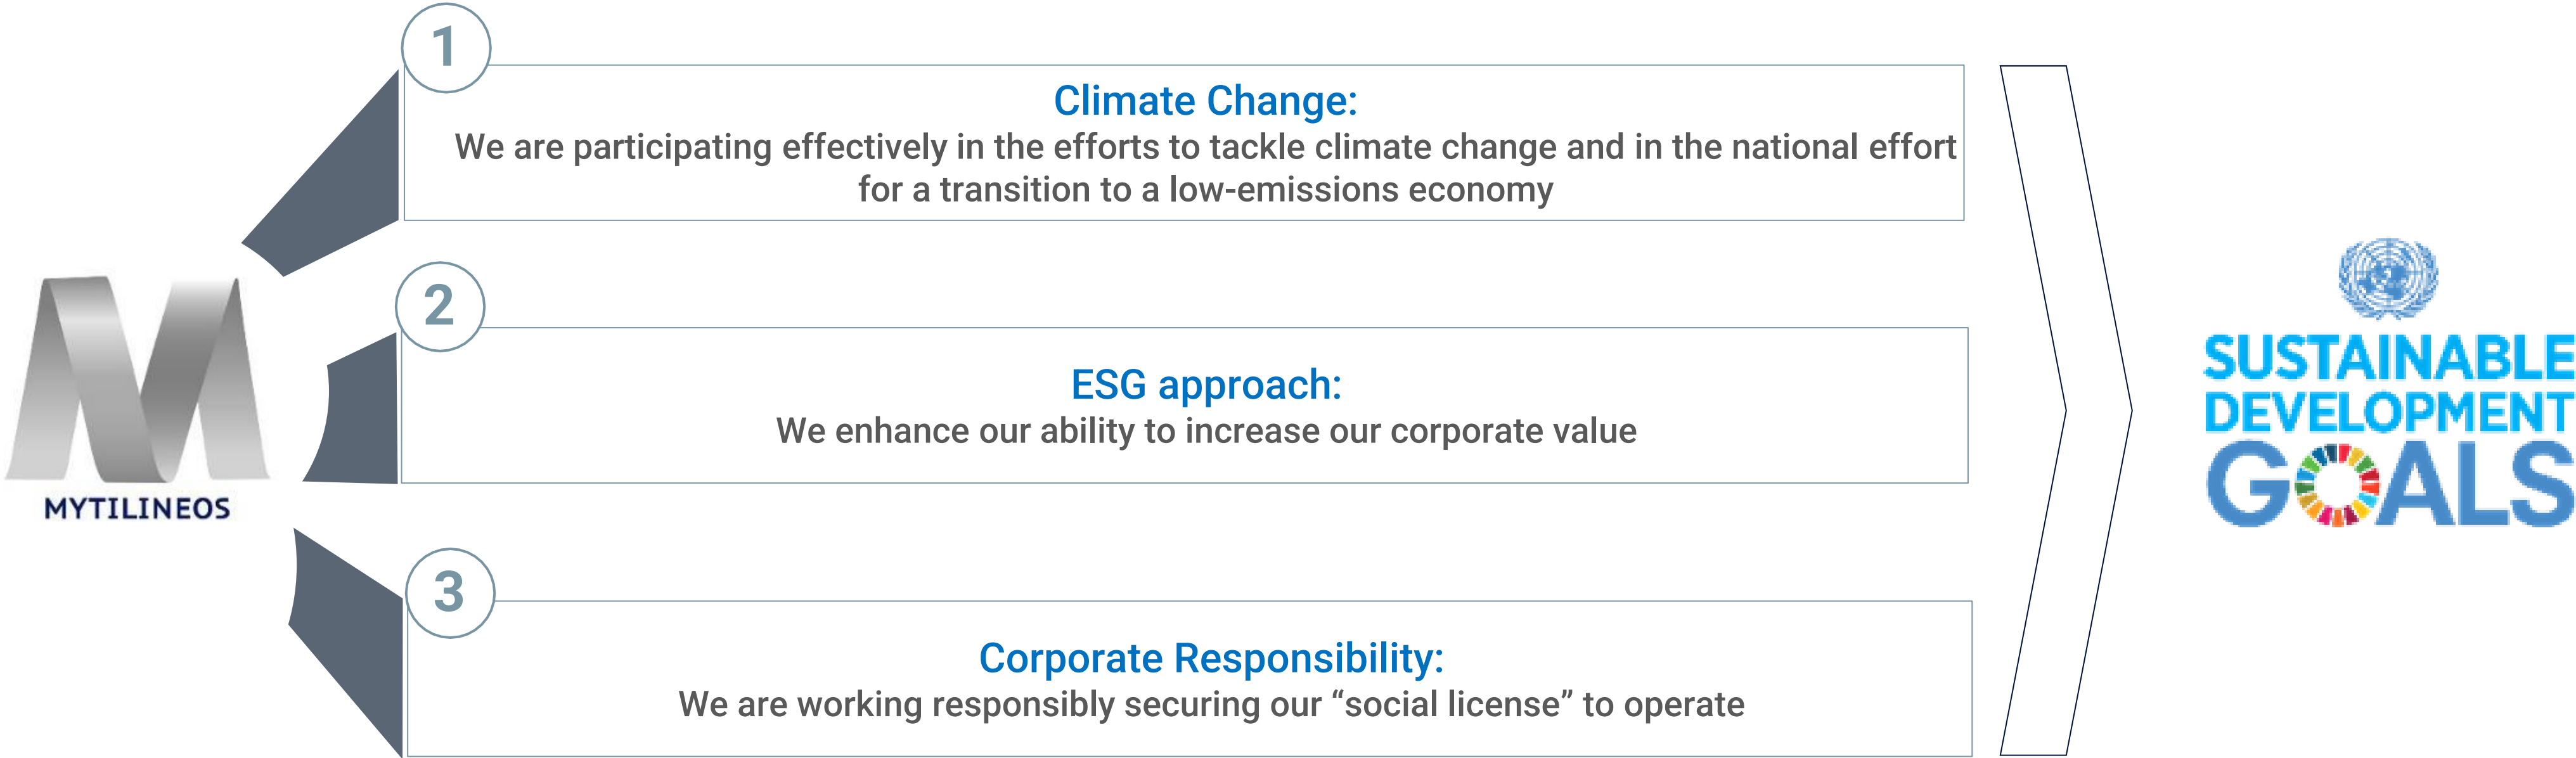 1
Climate Change:
We are participating effectively in the efforts to tackle climate change and in the national effort
for a transition to a low-emissions economy
2
ESG approach:
We enhance our ability to increase our corporate value
3
Corporate Responsibility:
We are working responsibly securing our “social license” to operate
MYTILINEOS
SUSTAINABLE
DEVELOPMENT
GOALS